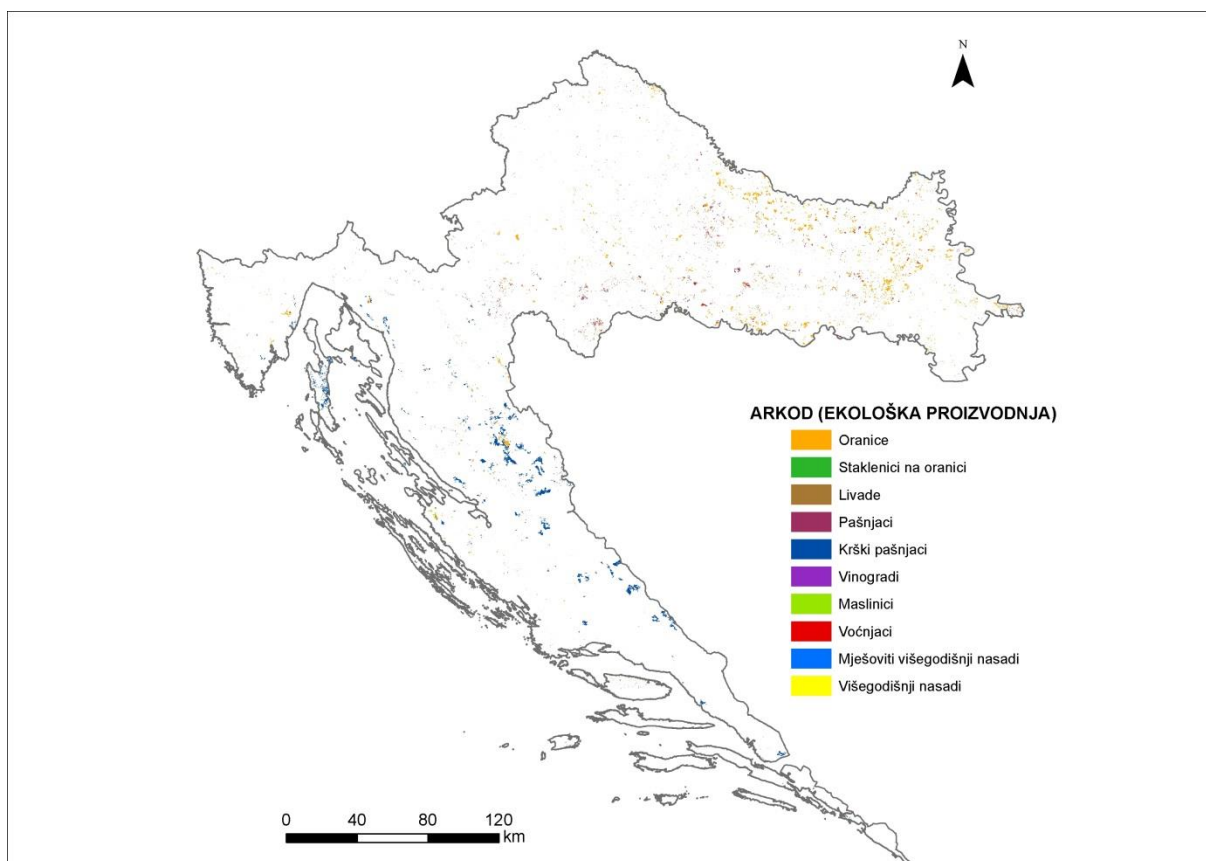 N
ARKOD (EKOLOŠKA PROIZVODNJA)
Oranice
Staklenici na oranici
Livade
Pašnjaci
Krški pašnjaci
Vinogradi
Maslinici
Voćnjaci
Mješoviti višegodišnji nasadi
Višegodišnji nasadi
0 40 80 120
km